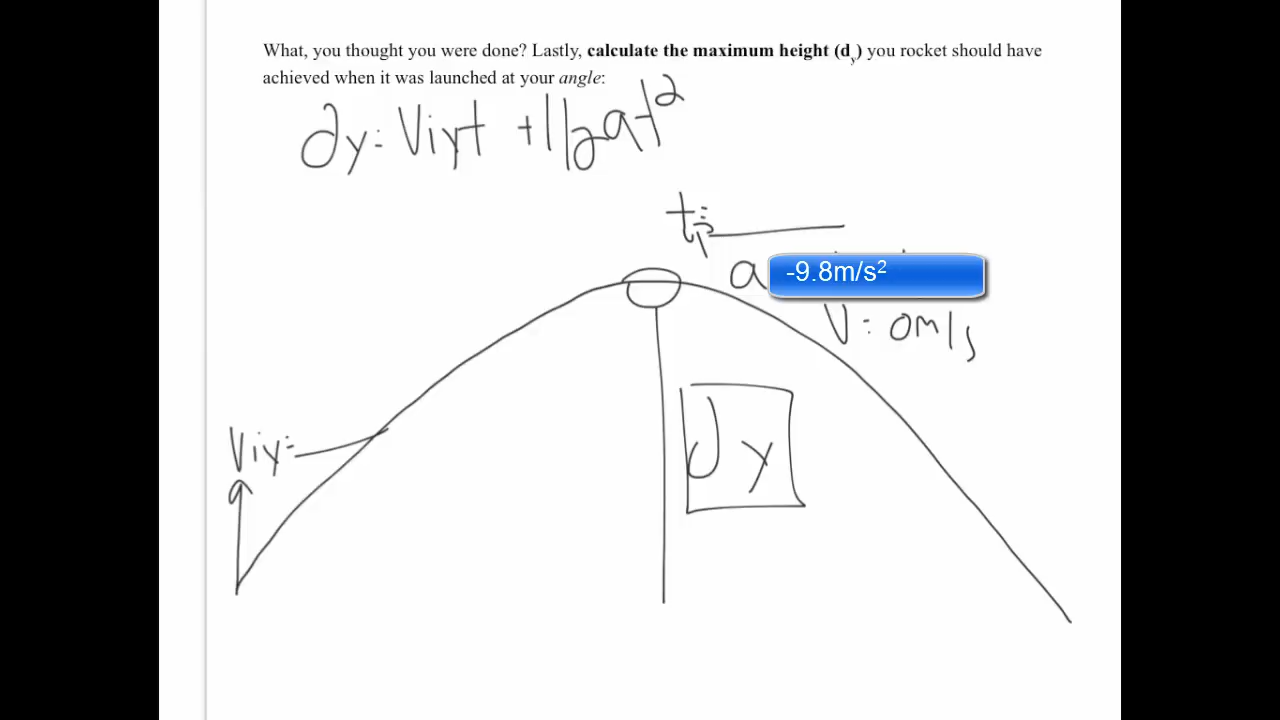 What, you thought you were done? Lastly, calculate the maximum height (dy) you rocket should have
achieved when it was launched at your angle:
dy= Viyt +1/2at²
tp=
a -9.8m/s²
V= 0m/s
Viy=
dy